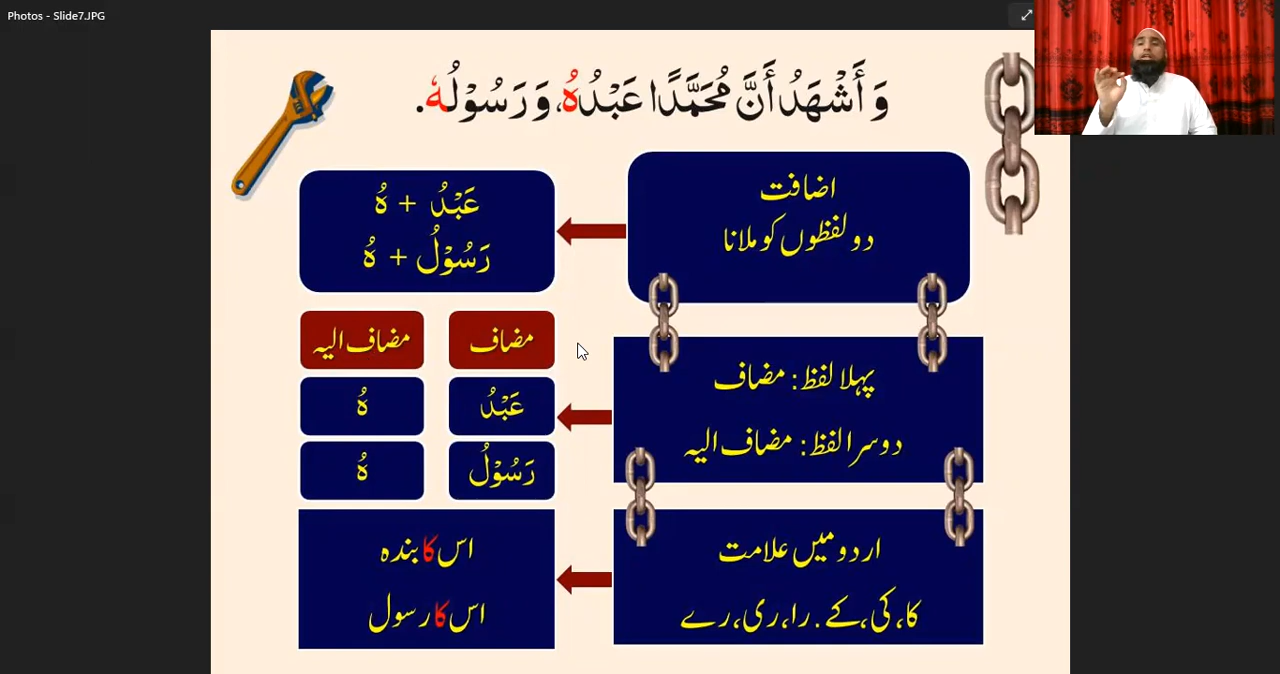 Photos - Slide7.JPG
وَ أَشْهَدُ أَنَّ مُحَمَّدًا عَبْدُهُ، وَ رَسُوْلُهٗ.
اضافت
دو لفظوں کو ملانا
عَبْدُ + هُ
رَسُوْلُ + هُ
پہلا لفظ: مضاف
دوسرا لفظ: مضاف الیہ
مضاف مضاف الیہ
عَبْدُ هُ
رَسُوْلُ هُ
اردو میں علامت
کا، کی، کے. را، ری، رے
اس کا بندہ
اس کا رسول